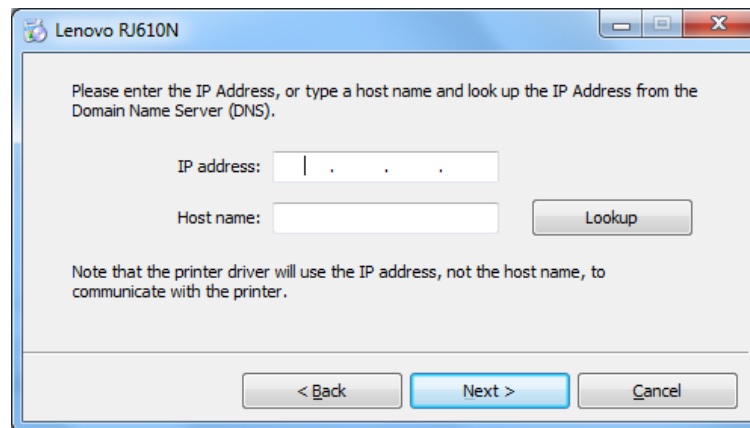 Lenovo RJ610N
Please enter the IP Address, or type a host name and look up the IP Address from the
Domain Name Server (DNS).
IP address: . . .
Host name:
Lookup
Note that the printer driver will use the IP address, not the host name, to
communicate with the printer.
< Back
Next >
Cancel